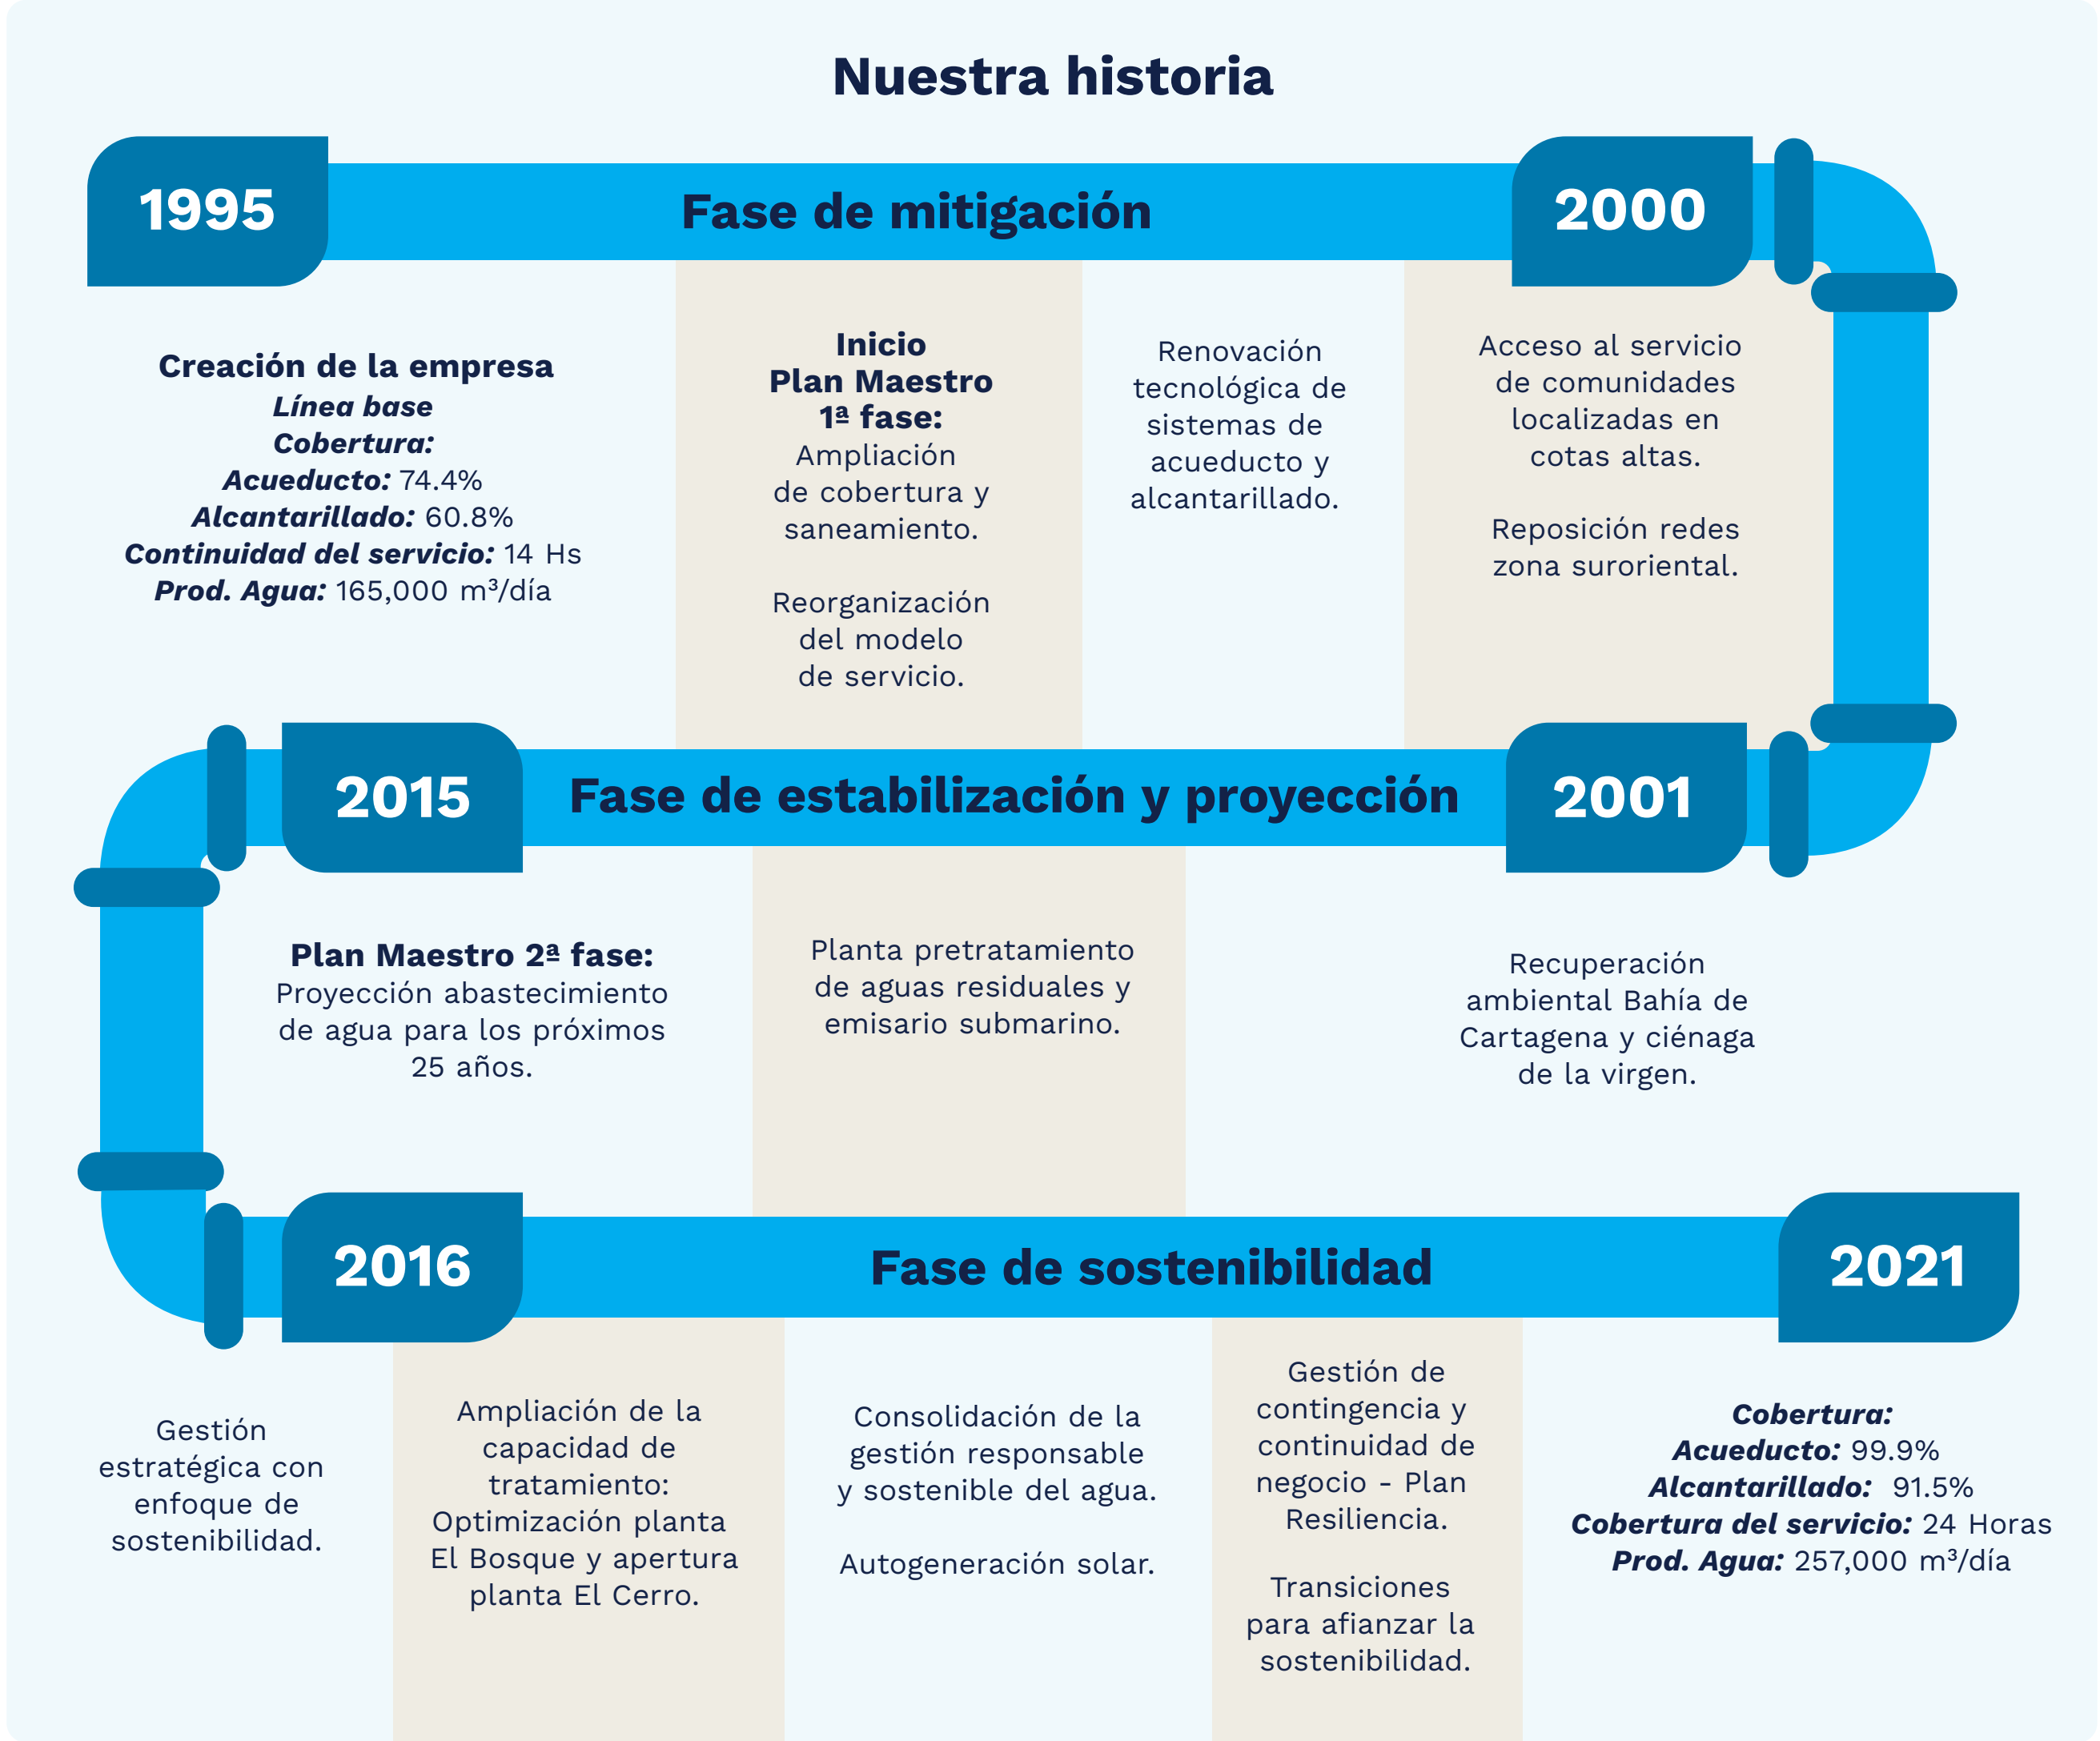 Nuestra historia
1995
Fase de mitigación
2000
Creación de la empresa
Línea base
Cobertura:
Acueducto: 74.4%
Alcantarillado: 60.8%
Continuidad del servicio: 14 Hs
Prod. Agua: 165,000 m³/día
Inicio
Plan Maestro
1ª fase:
Ampliación
de cobertura y
saneamiento.
Reorganización
del modelo
de servicio.
Renovación
tecnológica de
sistemas de
acueducto y
alcantarillado.
Acceso al servicio
de comunidades
localizadas en
cotas altas.
Reposición redes
zona suroriental.
2015
Fase de estabilización y proyección
2001
Plan Maestro 2ª fase:
Proyección abastecimiento
de agua para los próximos
25 años.
Planta pretratamiento
de aguas residuales y
emisario submarino.
Recuperación
ambiental Bahía de
Cartagena y ciénaga
de la virgen.
2016
Fase de sostenibilidad
2021
Gestión
estratégica con
enfoque de
sostenibilidad.
Ampliación de la
capacidad de
tratamiento:
Optimización planta
El Bosque y apertura
planta El Cerro.
Consolidación de la
gestión responsable
y sostenible del agua.
Autogeneración solar.
Gestión de
contingencia y
continuidad de
negocio - Plan
Resiliencia.
Transiciones
para afianzar la
sostenibilidad.
Cobertura:
Acueducto: 99.9%
Alcantarillado: 91.5%
Cobertura del servicio: 24 Horas
Prod. Agua: 257,000 m³/día